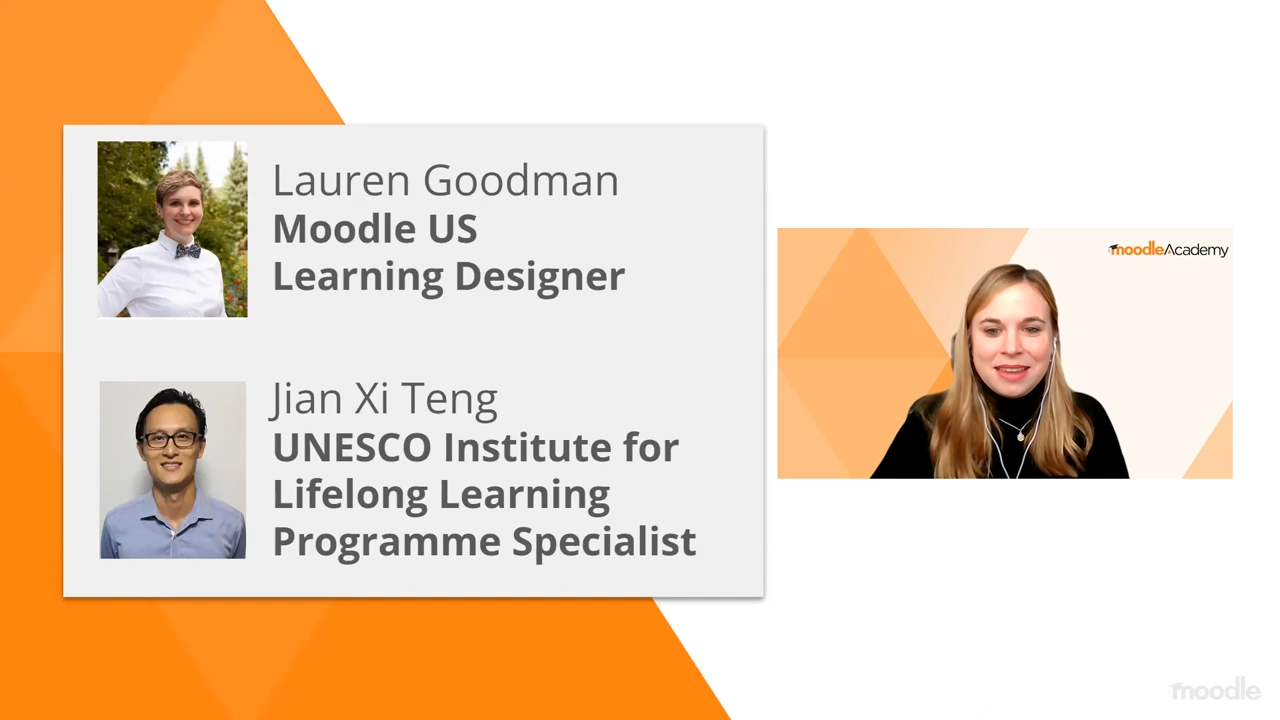 Lauren Goodman
Moodle US
Learning Designer
Jian Xi Teng
UNESCO Institute for
Lifelong Learning
Programme Specialist
moodleAcademy
moodle